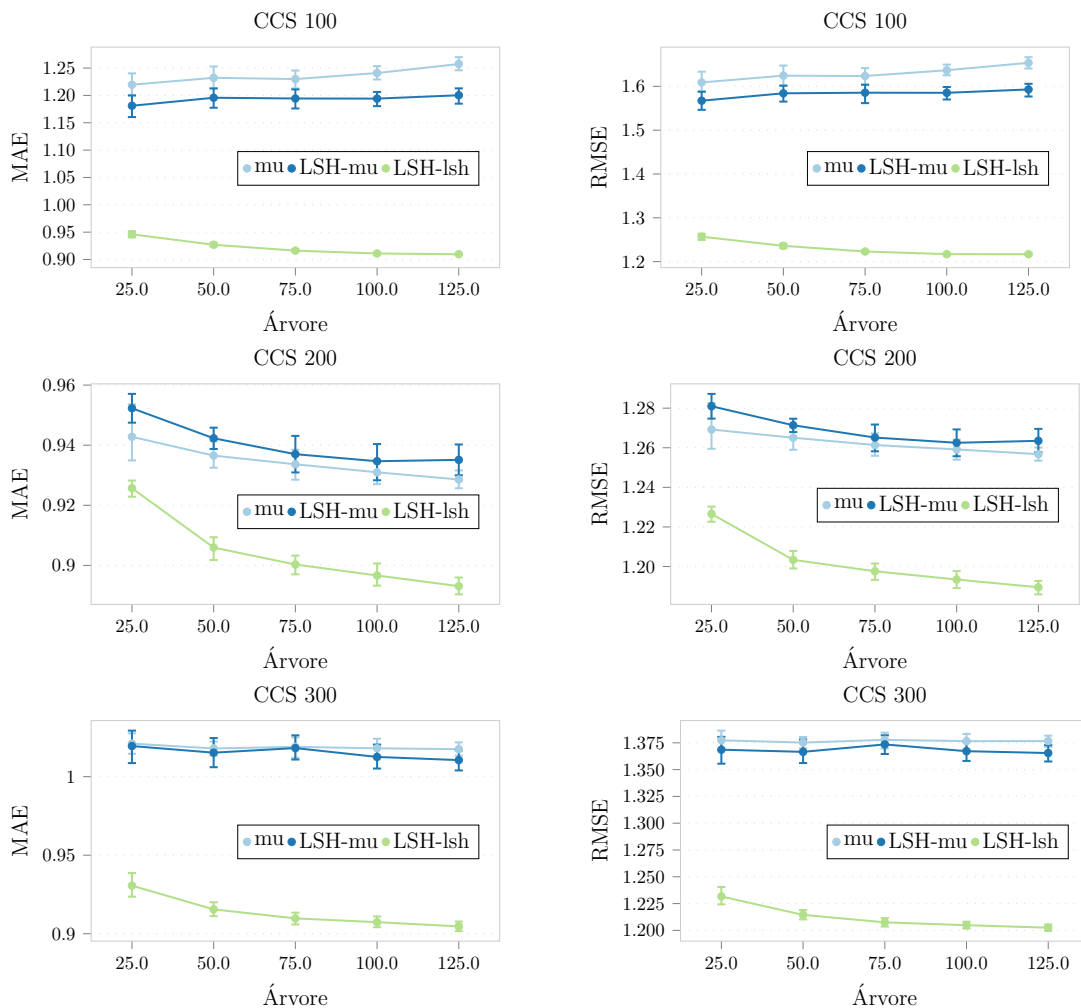 CCS 100
1.25
1.20
1.15
1.10
1.05
1.00
0.95
0.90
MAE
mu LSH-mu LSH-lsh
25.0 50.0 75.0 100.0 125.0
Árvore
CCS 100
1.6
1.5
1.4
1.3
1.2
RMSE
mu LSH-mu LSH-lsh
25.0 50.0 75.0 100.0 125.0
Árvore
CCS 200
0.96
0.94
0.92
0.9
MAE
mu LSH-mu LSH-lsh
25.0 50.0 75.0 100.0 125.0
Árvore
CCS 200
1.28
1.26
1.24
1.22
1.20
RMSE
mu LSH-mu LSH-lsh
25.0 50.0 75.0 100.0 125.0
Árvore
CCS 300
1
0.95
0.9
MAE
mu LSH-mu LSH-lsh
25.0 50.0 75.0 100.0 125.0
Árvore
CCS 300
1.375
1.350
1.325
1.300
1.275
1.250
1.225
1.200
RMSE
mu LSH-mu LSH-lsh
25.0 50.0 75.0 100.0 125.0
Árvore